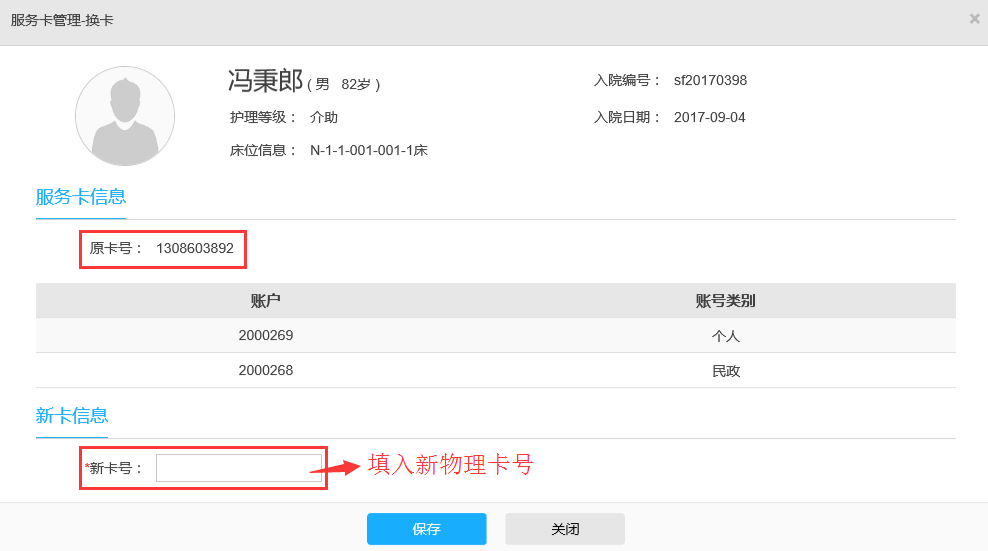 服务卡管理-换卡 ×
冯秉郎 ( 男 82岁 ) 入院编号： sf20170398
护理等级： 介助 入院日期： 2017-09-04
床位信息： N-1-1-001-001-1床
服务卡信息
原卡号： 1308603892
账户 账号类别
2000269 个人
2000268 民政
新卡信息
*新卡号： 填入新物理卡号
保存 关闭